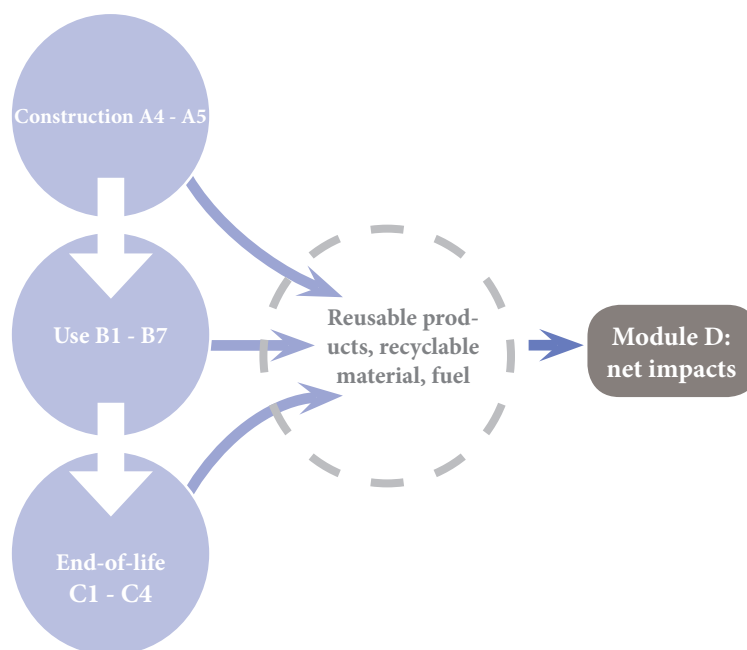 Construction A4 - A5
Use B1 - B7
End-of-life
C1 - C4
Reusable prod-
ucts, recyclable
material, fuel
Module D:
net impacts